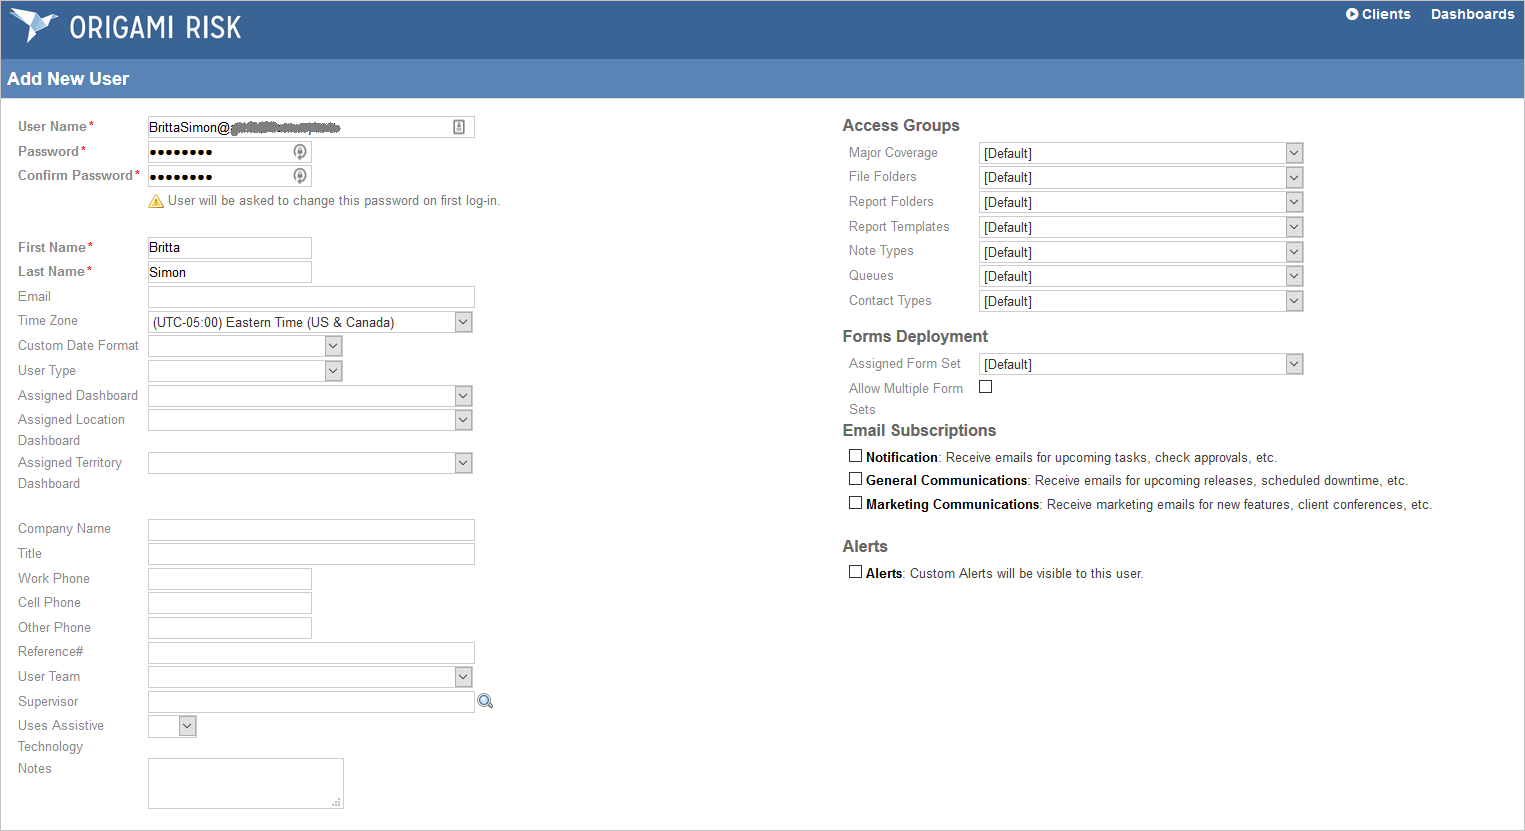 ORIGAMI RISK
Clients Dashboards
Add New User
User Name* BrittaSimon@
Password* ●●●●●●●●
Confirm Password* ●●●●●●●●
User will be asked to change this password on first log-in.
First Name* Britta
Last Name* Simon
Email
Time Zone (UTC-05:00) Eastern Time (US & Canada)
Custom Date Format
User Type
Assigned Dashboard
Assigned Location
Dashboard
Assigned Territory
Dashboard
Company Name
Title
Work Phone
Cell Phone
Other Phone
Reference#
User Team
Supervisor
Uses Assistive
Technology
Notes
Access Groups
Major Coverage [Default]
File Folders [Default]
Report Folders [Default]
Report Templates [Default]
Note Types [Default]
Queues [Default]
Contact Types [Default]
Forms Deployment
Assigned Form Set [Default]
Allow Multiple Form
Sets
Email Subscriptions
Notification: Receive emails for upcoming tasks, check approvals, etc.
General Communications: Receive emails for upcoming releases, scheduled downtime, etc.
Marketing Communications: Receive marketing emails for new features, client conferences, etc.
Alerts
Alerts: Custom Alerts will be visible to this user.